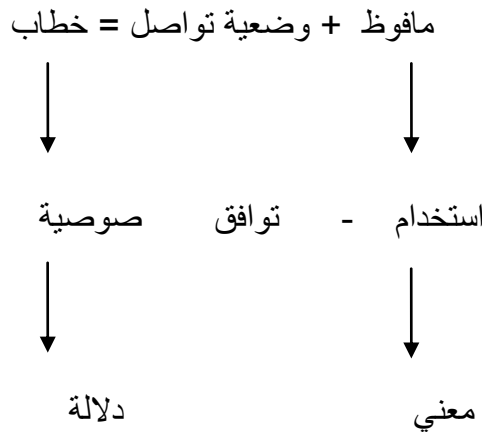 مافوظ + وضعية تواصل = خطاب
استخدام - توافق صوصية
معني دلالة